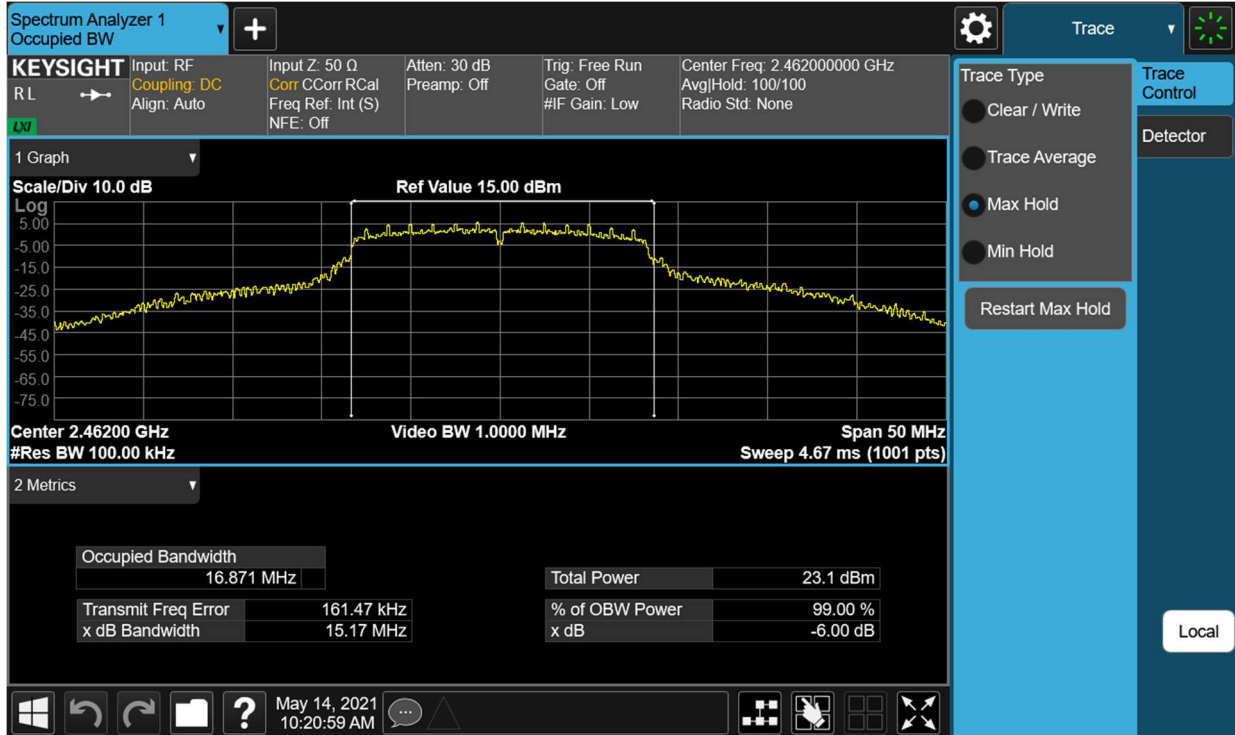 Spectrum Analyzer 1
Occupied BW
+
Trace
KEYSIGHT
R L
LXI
Input: RF
Coupling: DC
Align: Auto
Input Z: 50 Ω
Corr CCorr RCal
Freq Ref: Int (S)
NFE: Off
Atten: 30 dB
Preamp: Off
Trig: Free Run
Gate: Off
#IF Gain: Low
Center Freq: 2.462000000 GHz
Avg|Hold: 100/100
Radio Std: None
Trace Type
Clear / Write
Trace Average
Max Hold
Min Hold
Restart Max Hold
Trace
Control
Detector
1 Graph
Scale/Div 10.0 dB
Ref Value 15.00 dBm
Log
5.00
-5.00
-15.0
-25.0
-35.0
-45.0
-55.0
-65.0
-75.0
Center 2.46200 GHz
Video BW 1.0000 MHz
Span 50 MHz
#Res BW 100.00 kHz
Sweep 4.67 ms (1001 pts)
2 Metrics
Occupied Bandwidth
16.871 MHz
Total Power 23.1 dBm
Transmit Freq Error 161.47 kHz
% of OBW Power 99.00 %
x dB Bandwidth 15.17 MHz
x dB -6.00 dB
Local
?
May 14, 2021
10:20:59 AM